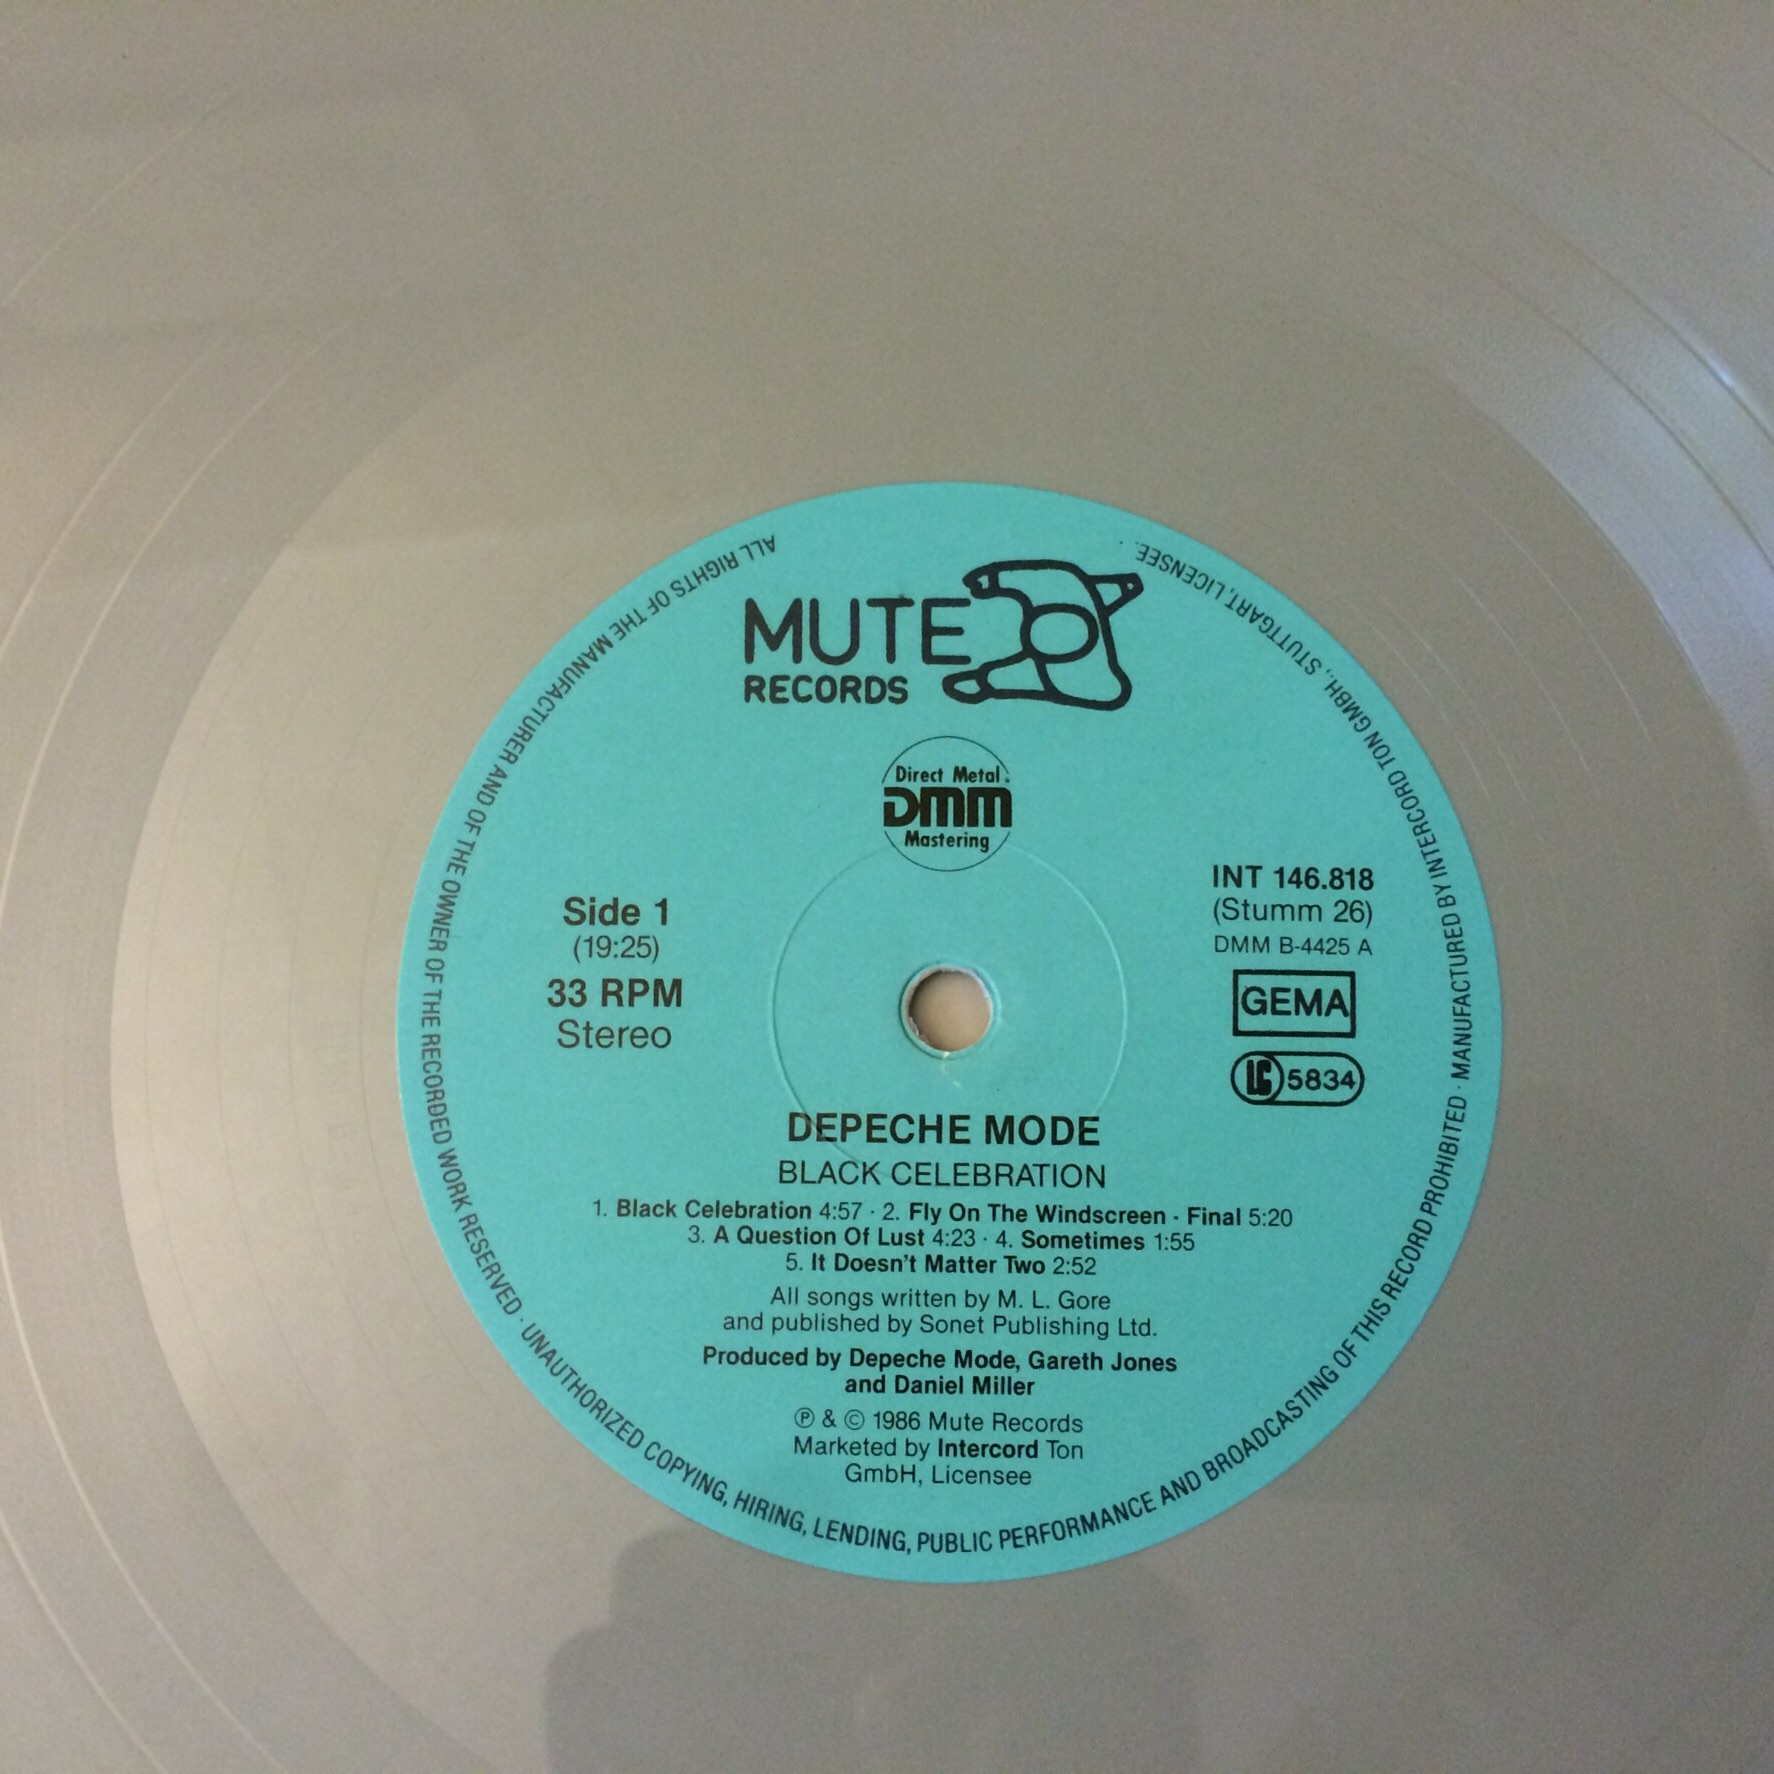 MUTE
RECORDS
Direct Metal
DMM
Mastering
Side 1
(19:25)
33 RPM
Stereo
INT 146.818
(Stumm 26)
DMM B-4425 A
GEMA
LC 5834
DEPECHE MODE
BLACK CELEBRATION
1. Black Celebration 4:57 · 2. Fly On The Windscreen - Final 5:20
3. A Question Of Lust 4:23 · 4. Sometimes 1:55
5. It Doesn't Matter Two 2:52
All songs written by M. L. Gore
and published by Sonet Publishing Ltd.
Produced by Depeche Mode, Gareth Jones
and Daniel Miller
℗ & © 1986 Mute Records
Marketed by Intercord Ton
GmbH, Licensee
ALL RIGHTS OF THE MANUFACTURER AND OF THE OWNER OF THE RECORDED WORK RESERVED · UNAUTHORIZED COPYING, HIRING, LENDING, PUBLIC PERFORMANCE AND BROADCASTING OF THIS RECORD PROHIBITED · MANUFACTURED BY INTERCORD TON GMBH., STUTTGART, LICENSEE